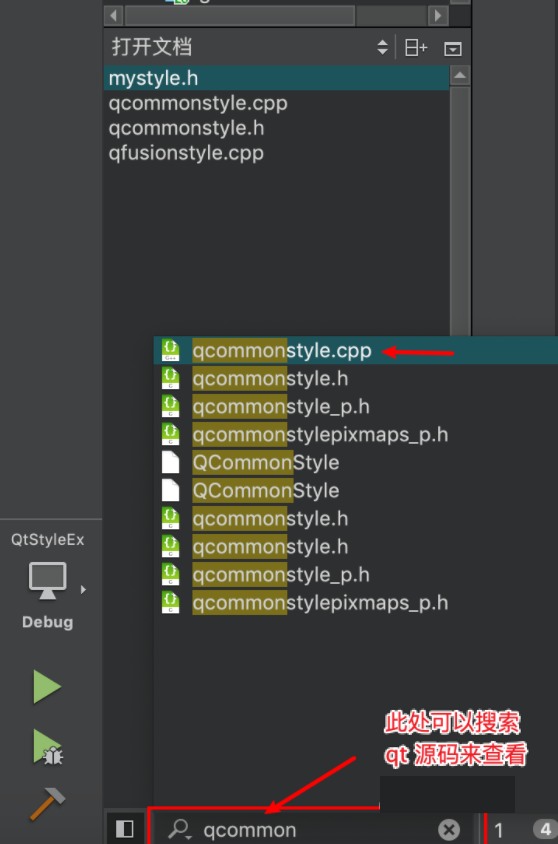 打开文档
mystyle.h
qcommonstyle.cpp
qcommonstyle.h
qfusionstyle.cpp
qcommonstyle.cpp
qcommonstyle.h
qcommonstyle_p.h
qcommonstylepixmaps_p.h
QCommonStyle
QCommonStyle
qcommonstyle.h
qcommonstyle.h
qcommonstyle_p.h
qcommonstylepixmaps_p.h
QtStyleEx
Debug
此处可以搜索
qt 源码来查看
qcommon
1
4